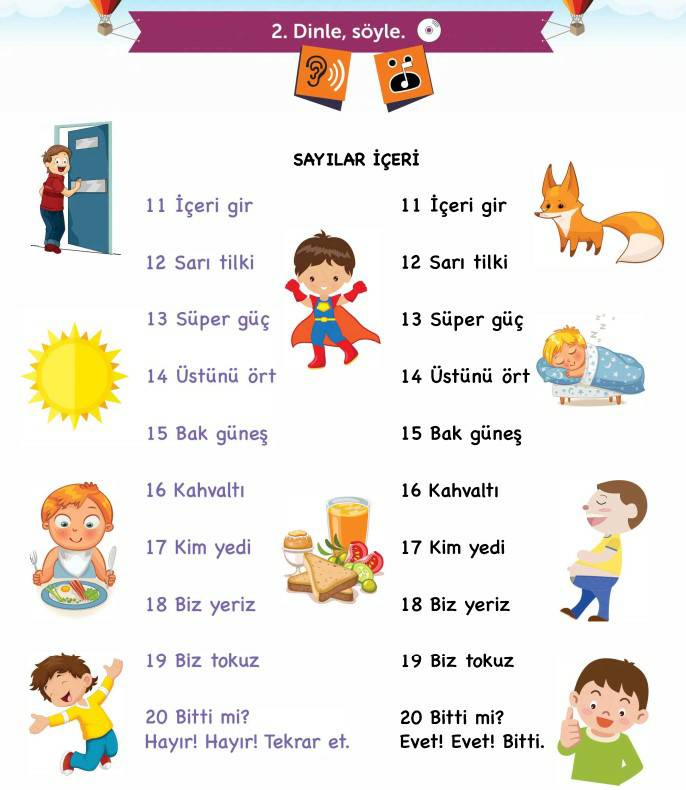 2. Dinle, söyle.
SAYILAR İÇERİ
11 İçeri gir
12 Sarı tilki
13 Süper güç
14 Üstünü ört
15 Bak güneş
16 Kahvaltı
17 Kim yedi
18 Biz yeriz
19 Biz tokuz
20 Bitti mi?
Hayır! Hayır! Tekrar et.
11 İçeri gir
12 Sarı tilki
13 Süper güç
14 Üstünü ört
15 Bak güneş
16 Kahvaltı
17 Kim yedi
18 Biz yeriz
19 Biz tokuz
20 Bitti mi?
Evet! Evet! Bitti.